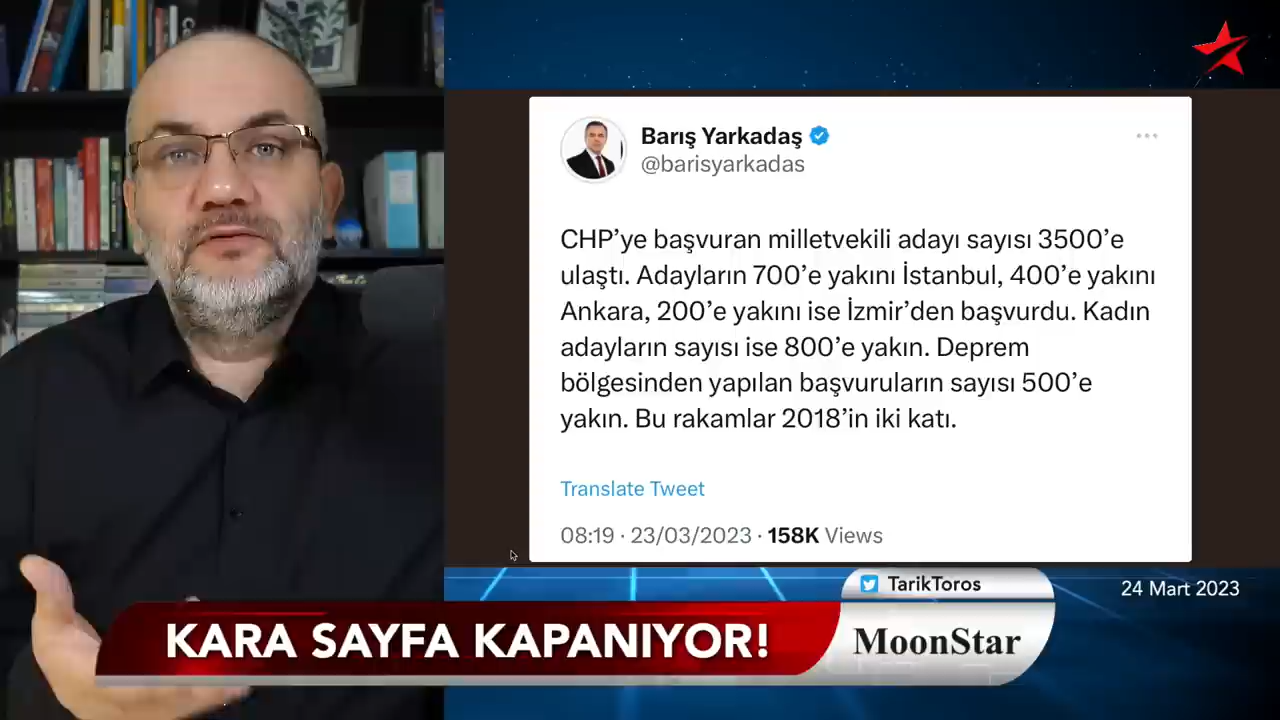 Barış Yarkadaş
@barisyarkadas
CHP’ye başvuran milletvekili adayı sayısı 3500’e
ulaştı. Adayların 700’e yakını İstanbul, 400’e yakını
Ankara, 200’e yakını ise İzmir’den başvurdu. Kadın
adayların sayısı ise 800’e yakın. Deprem
bölgesinden yapılan başvuruların sayısı 500’e
yakın. Bu rakamlar 2018’in iki katı.
Translate Tweet
08:19 · 23/03/2023 · 158K Views
TarikToros
24 Mart 2023
KARA SAYFA KAPANIYOR!
MoonStar